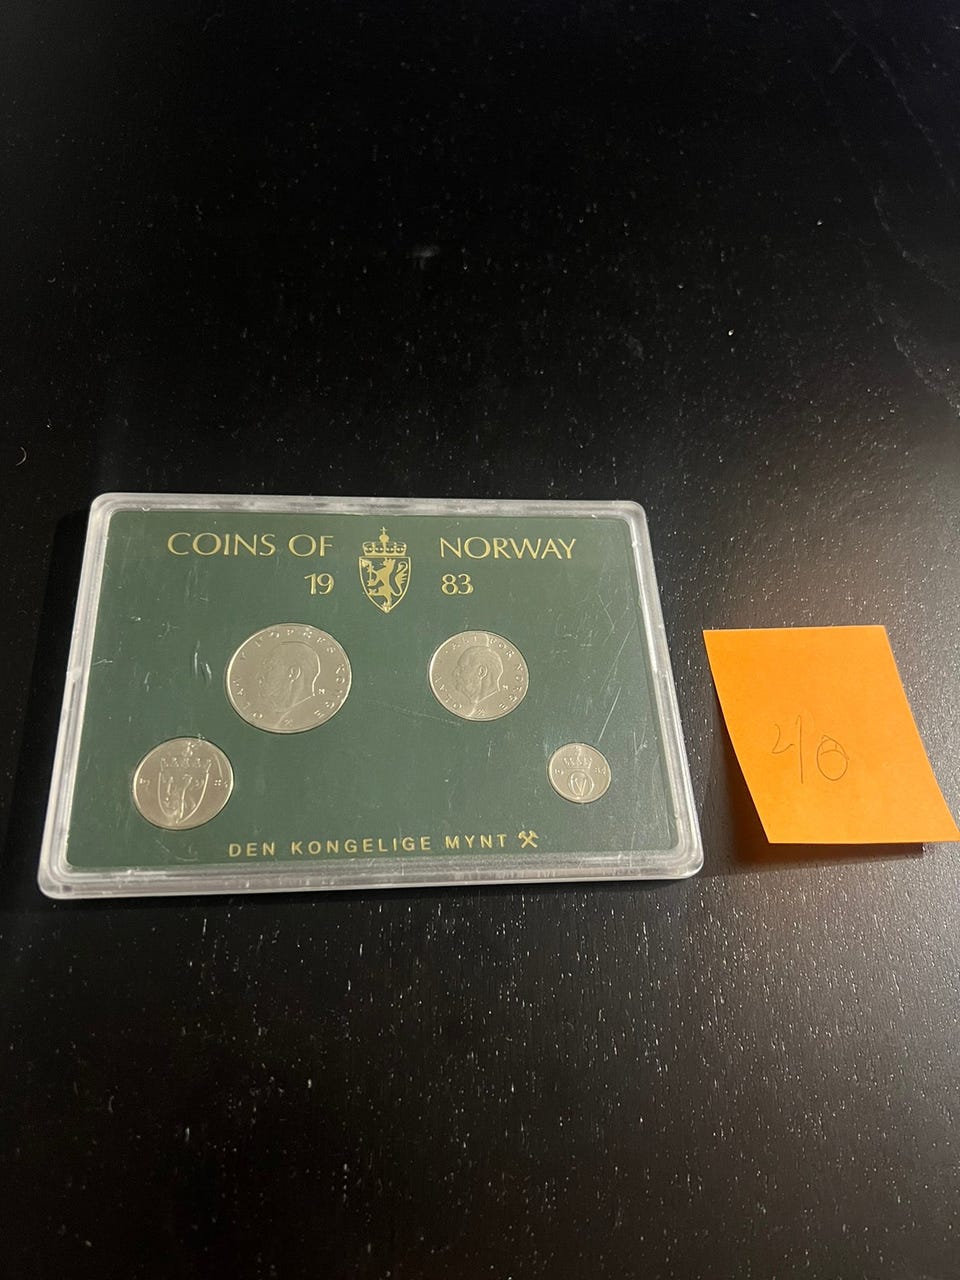 COINS OF NORWAY
19 83
DEN KONGELIGE MYNT
40